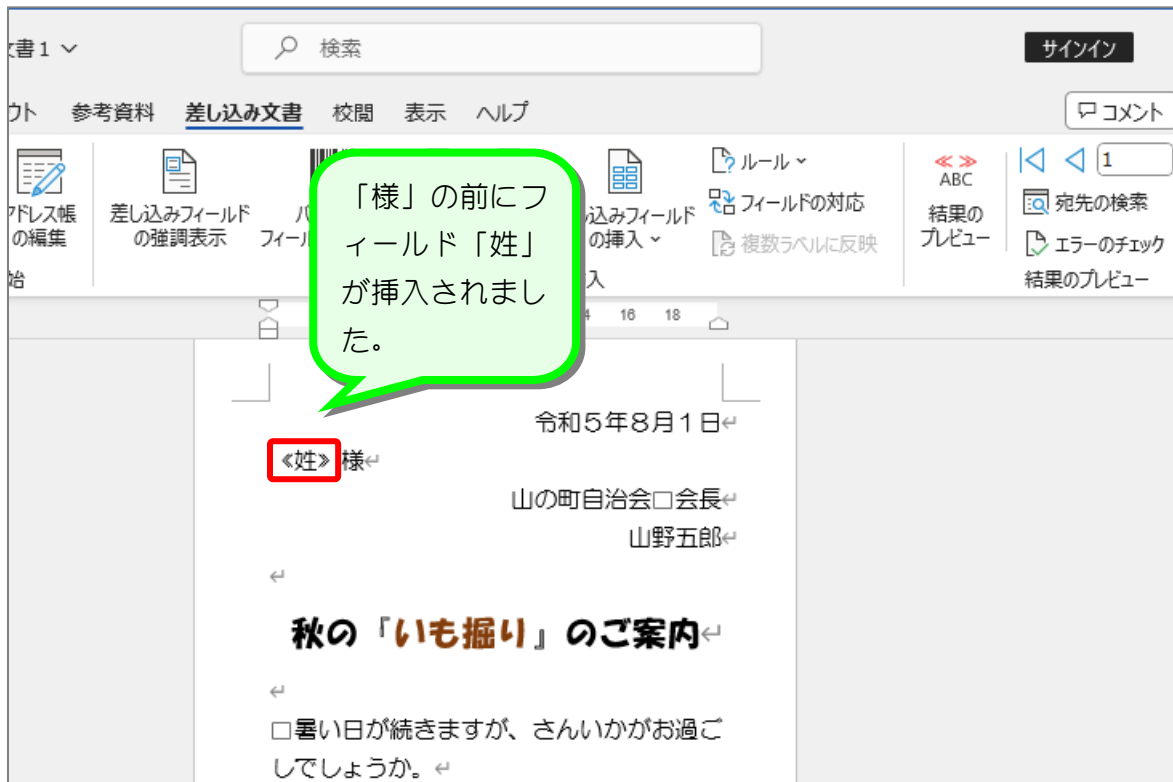 文書1
検索
サインイン
ウト 参考資料 差し込み文書 校閲 表示 ヘルプ
コメント
アドレス帳
の編集
差し込みフィールド
の強調表示
フィール
込みフィールド
の挿入
ルール
フィールドの対応
複数ラベルに反映
ABC
結果の
プレビュー
1
宛先の検索
エラーのチェック
結果のプレビュー
「様」の前にフ
ィールド「姓」
が挿入されまし
た。
16 18
令和5年8月1日↵
≪姓≫ 様↵
山の町自治会□会長↵
山野五郎↵
↵
秋の『いも掘り』のご案内↵
↵
□暑い日が続きますが、さんいかがお過ご
しでしょうか。↵